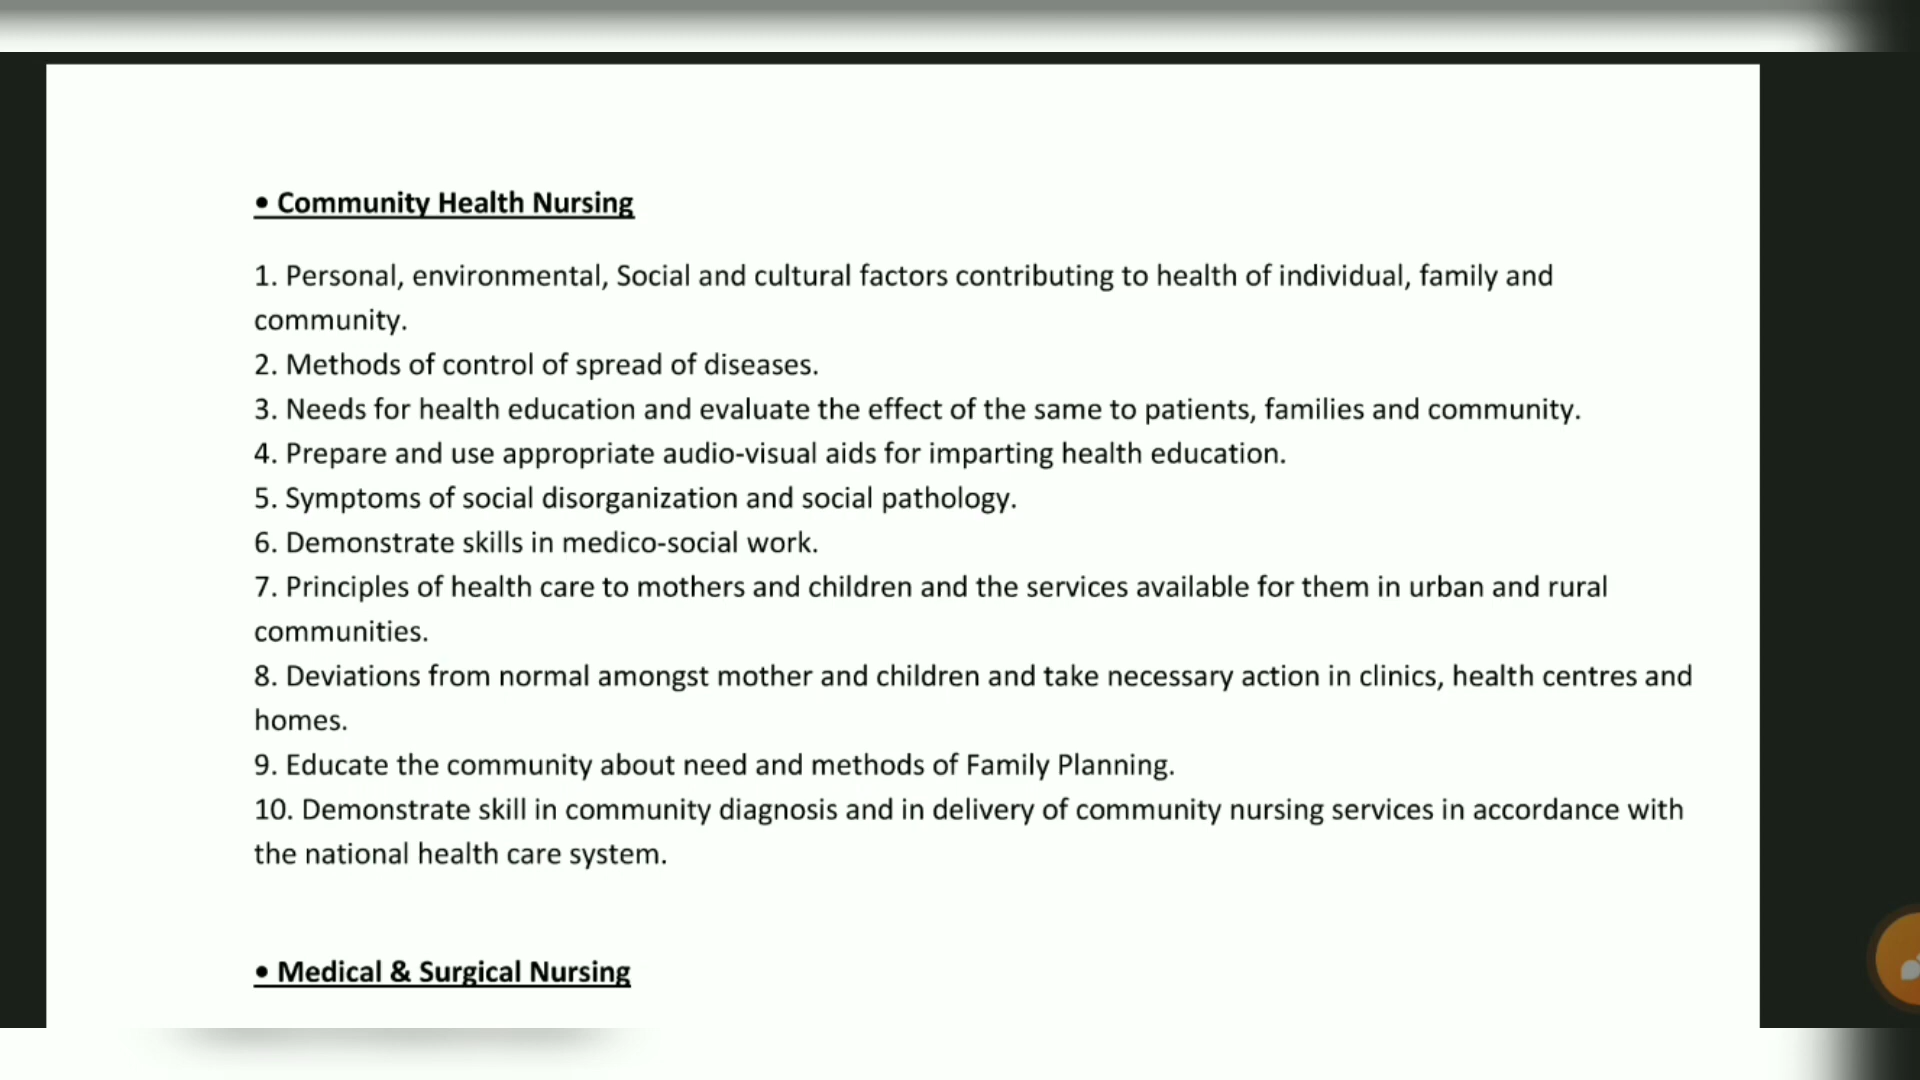 • Community Health Nursing
1. Personal, environmental, Social and cultural factors contributing to health of individual, family and
community.
2. Methods of control of spread of diseases.
3. Needs for health education and evaluate the effect of the same to patients, families and community.
4. Prepare and use appropriate audio-visual aids for imparting health education.
5. Symptoms of social disorganization and social pathology.
6. Demonstrate skills in medico-social work.
7. Principles of health care to mothers and children and the services available for them in urban and rural
communities.
8. Deviations from normal amongst mother and children and take necessary action in clinics, health centres and
homes.
9. Educate the community about need and methods of Family Planning.
10. Demonstrate skill in community diagnosis and in delivery of community nursing services in accordance with
the national health care system.
• Medical & Surgical Nursing